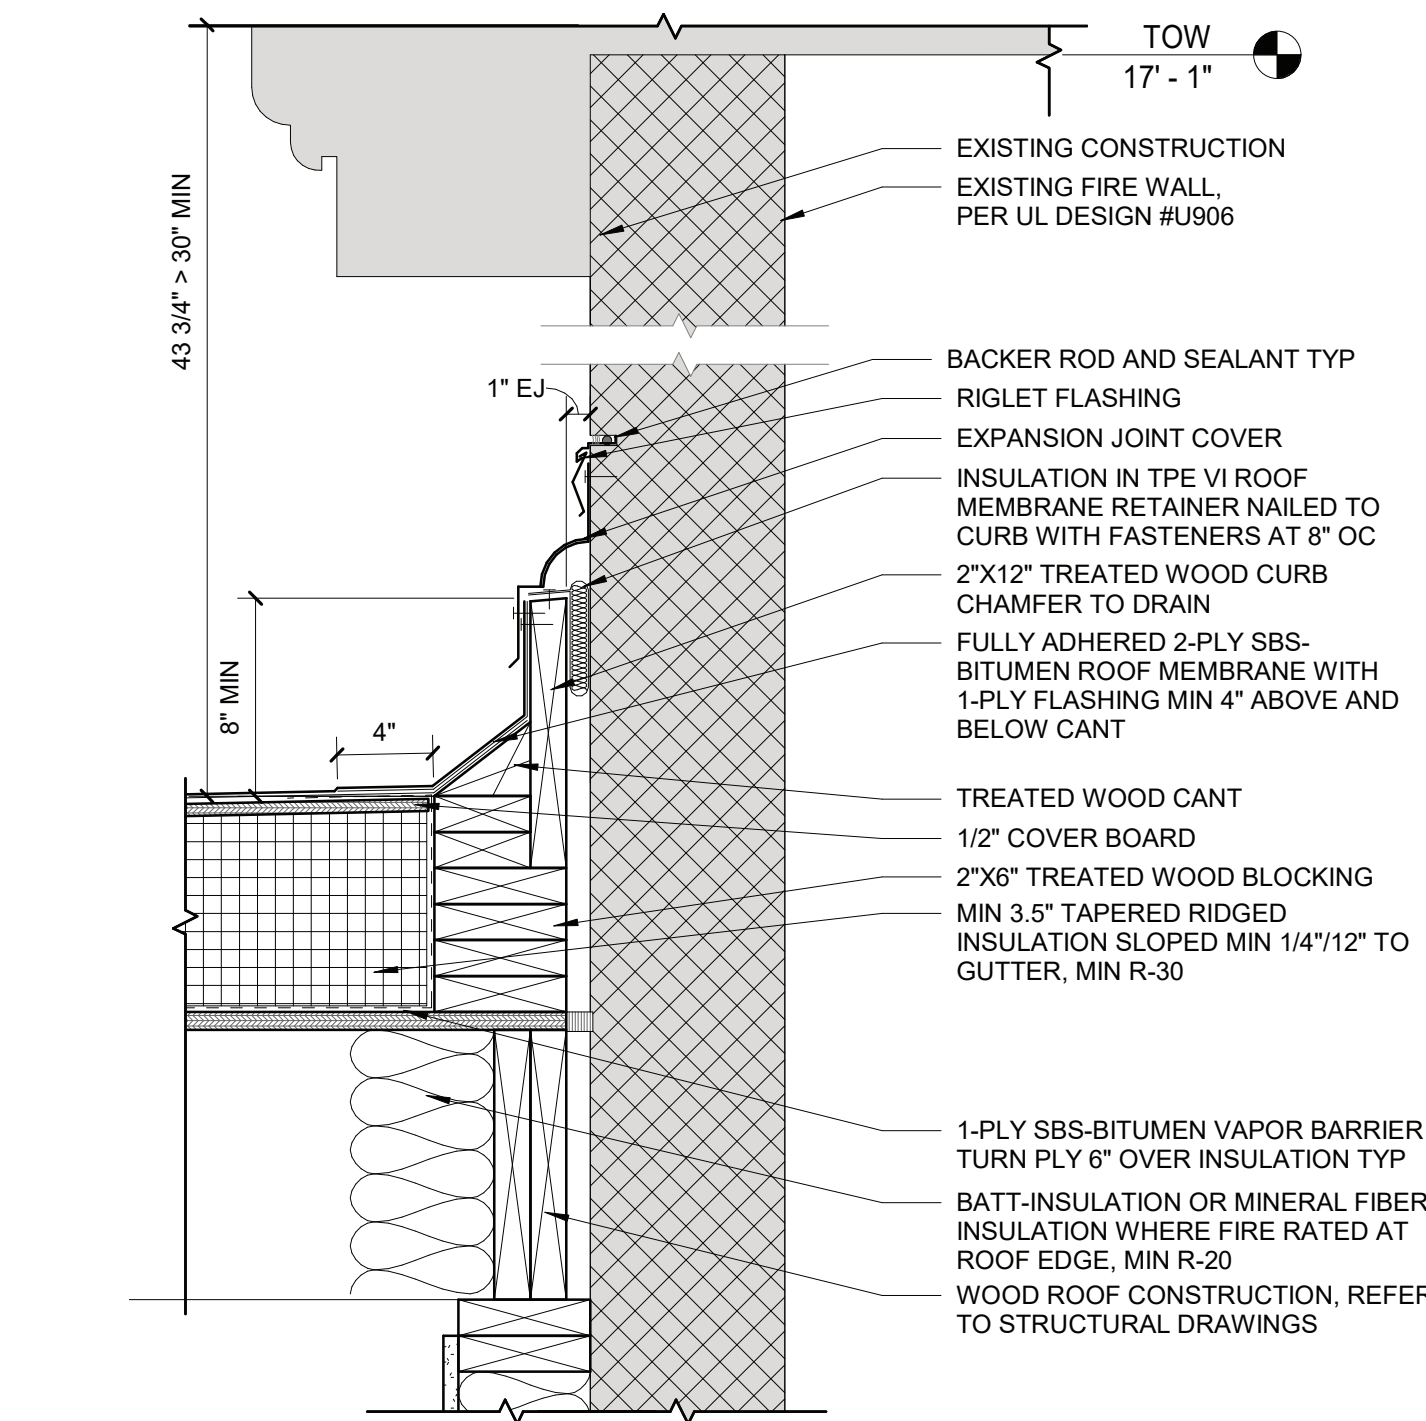 TOW
17' - 1"
EXISTING CONSTRUCTION
EXISTING FIRE WALL,
PER UL DESIGN #U906
43 3/4" > 30" MIN
BACKER ROD AND SEALANT TYP
1" EJ
RIGLET FLASHING
EXPANSION JOINT COVER
INSULATION IN TPE VI ROOF
MEMBRANE RETAINER NAILED TO
CURB WITH FASTENERS AT 8" OC
2"X12" TREATED WOOD CURB
CHAMFER TO DRAIN
FULLY ADHERED 2-PLY SBS-
BITUMEN ROOF MEMBRANE WITH
1-PLY FLASHING MIN 4" ABOVE AND
BELOW CANT
8" MIN
4"
TREATED WOOD CANT
1/2" COVER BOARD
2"X6" TREATED WOOD BLOCKING
MIN 3.5" TAPERED RIDGED
INSULATION SLOPED MIN 1/4"/12" TO
GUTTER, MIN R-30
1-PLY SBS-BITUMEN VAPOR BARRIER
TURN PLY 6" OVER INSULATION TYP
BATT-INSULATION OR MINERAL FIBER
INSULATION WHERE FIRE RATED AT
ROOF EDGE, MIN R-20
WOOD ROOF CONSTRUCTION, REFER
TO STRUCTURAL DRAWINGS